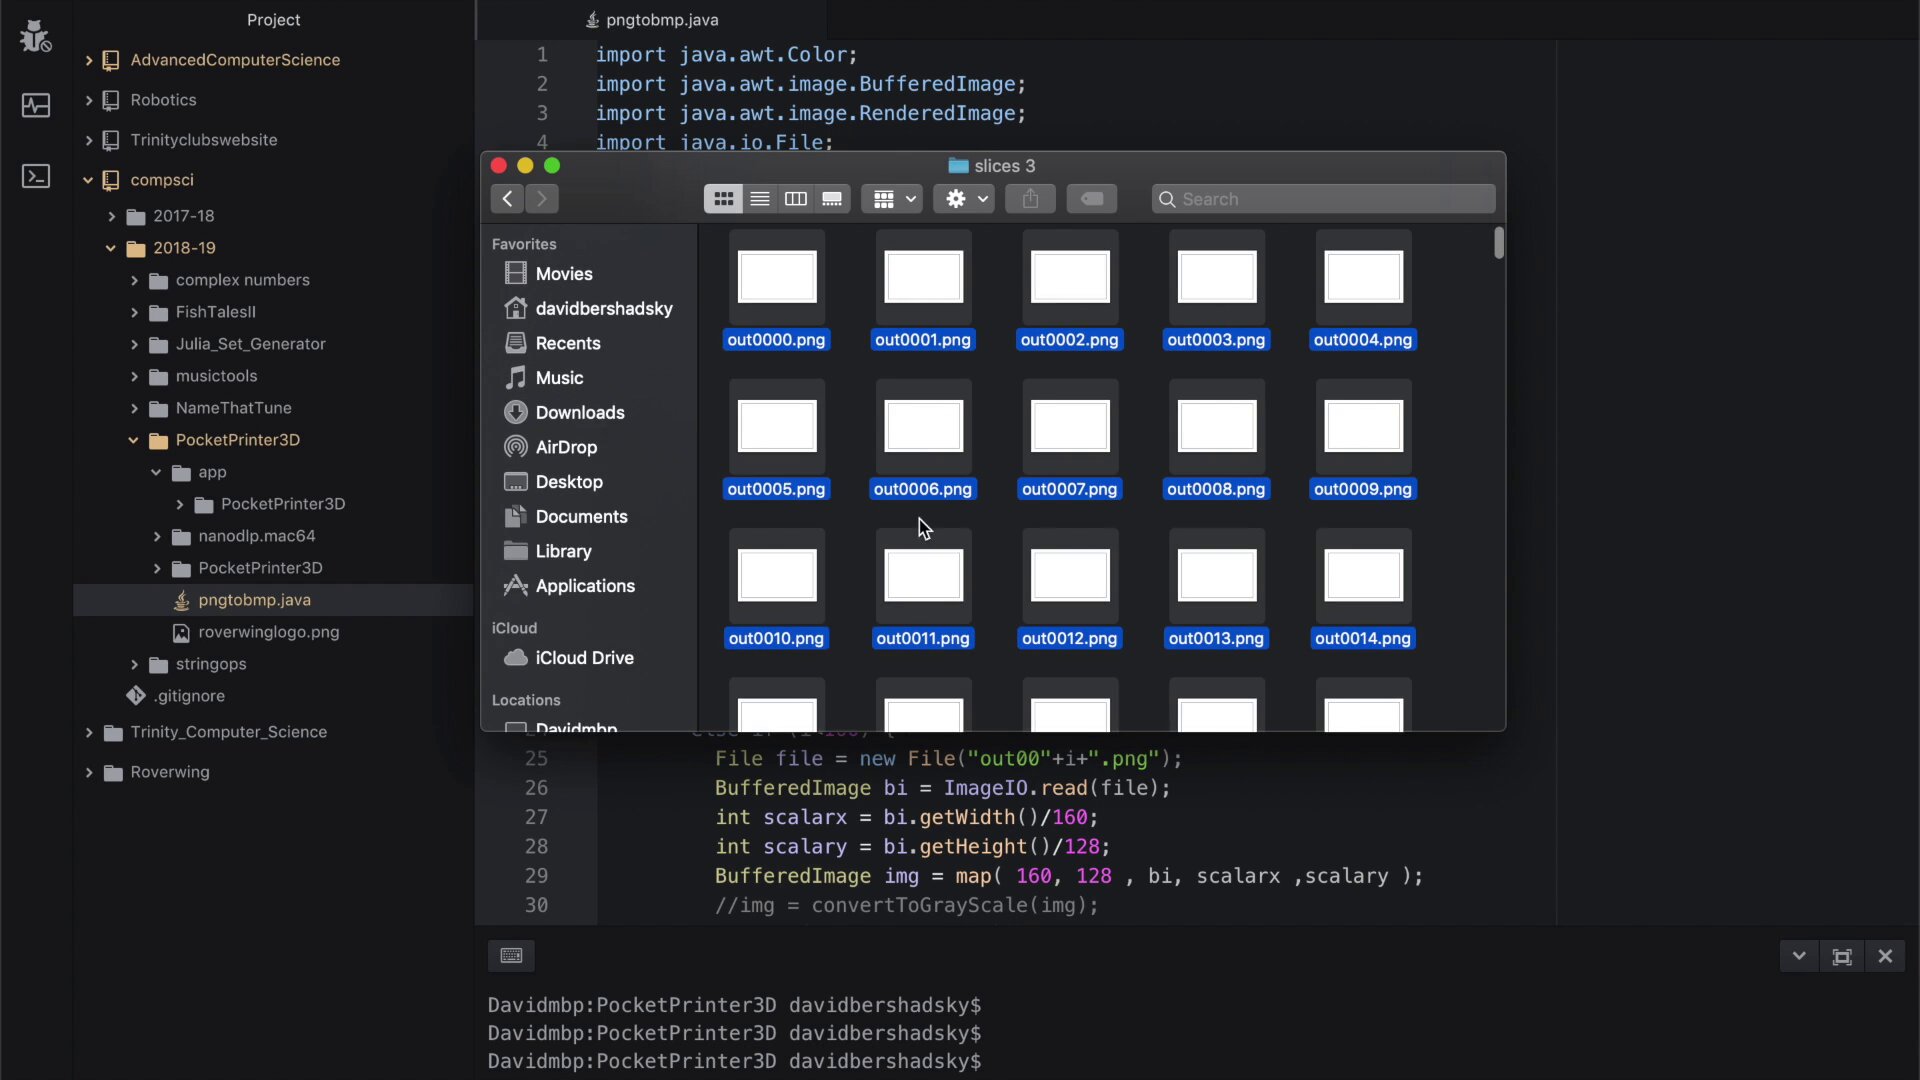 Project
AdvancedComputerScience
Robotics
Trinityclubswebsite
compsci
2017-18
2018-19
complex numbers
FishTalesII
Julia_Set_Generator
musictools
NameThatTune
PocketPrinter3D
app
PocketPrinter3D
nanodlp.mac64
PocketPrinter3D
pngtobmp.java
roverwinglogo.png
stringops
.gitignore
Trinity_Computer_Science
Roverwing
pngtobmp.java
1 import java.awt.Color;
2 import java.awt.image.BufferedImage;
3 import java.awt.image.RenderedImage;
4 import java.io.File;
slices 3
Search
Favorites
Movies
davidbershadsky
Recents
Music
Downloads
AirDrop
Desktop
Documents
Library
Applications
iCloud
iCloud Drive
Locations
Davidmbp
out0000.png out0001.png out0002.png out0003.png out0004.png
out0005.png out0006.png out0007.png out0008.png out0009.png
out0010.png out0011.png out0012.png out0013.png out0014.png
25 File file = new File("out00"+i+".png");
26 BufferedImage bi = ImageIO.read(file);
27 int scalarx = bi.getWidth()/160;
28 int scalary = bi.getHeight()/128;
29 BufferedImage img = map( 160, 128 , bi, scalarx ,scalary );
30 //img = convertToGrayScale(img);
Davidmbp:PocketPrinter3D davidbershadsky$
Davidmbp:PocketPrinter3D davidbershadsky$
Davidmbp:PocketPrinter3D davidbershadsky$